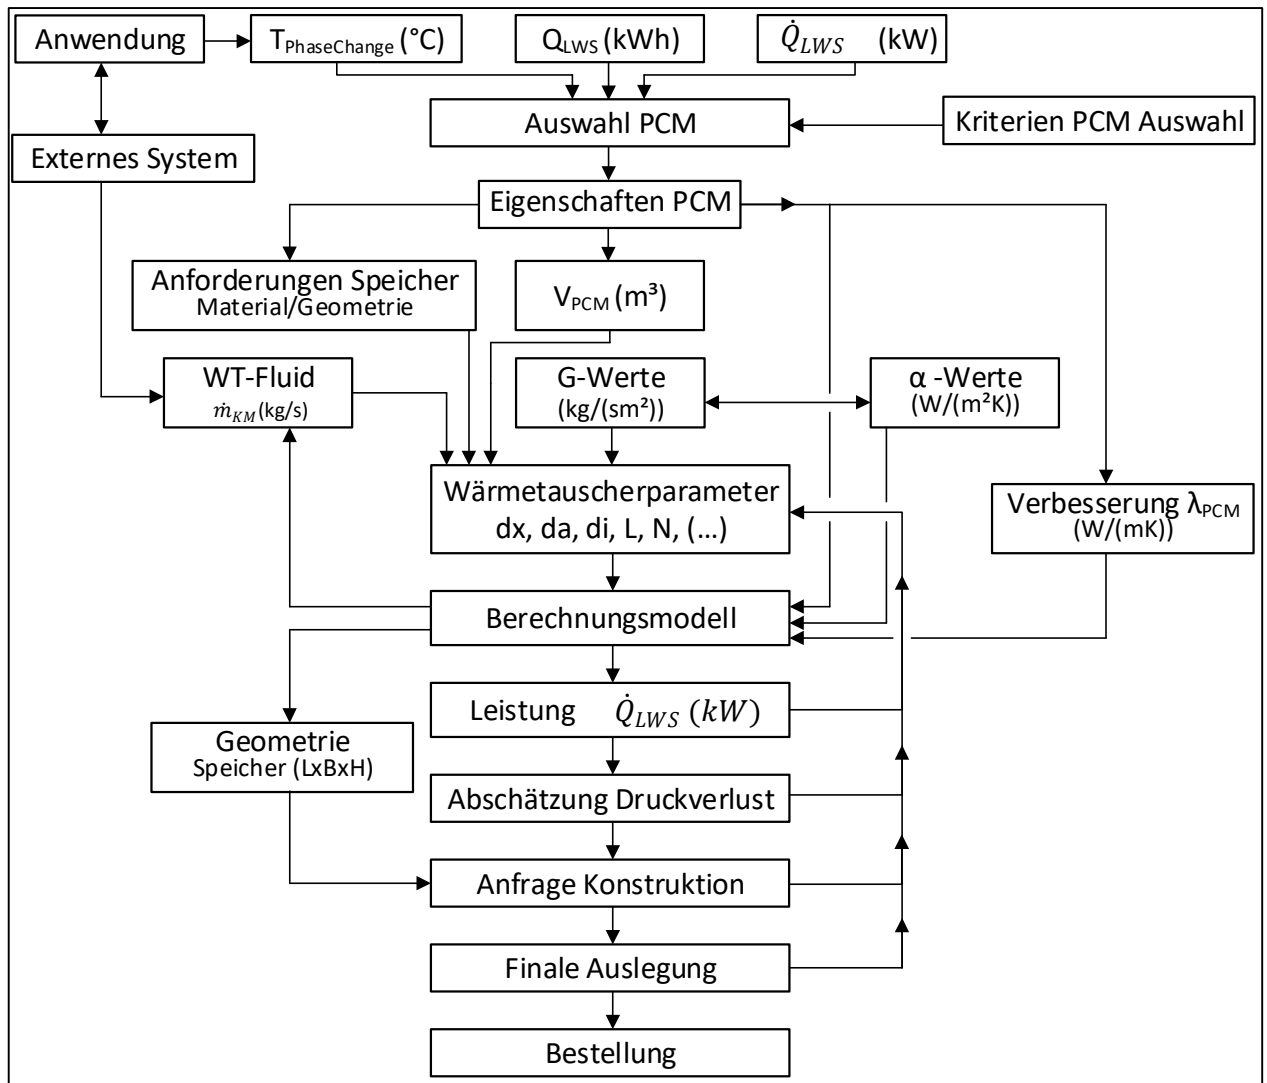 Anwendung
T_PhaseChange (°C)
Q_LWS (kWh)
Q̇_LWS (kW)
Auswahl PCM
Kriterien PCM Auswahl
Externes System
Eigenschaften PCM
Anforderungen Speicher
Material/Geometrie
V_PCM (m³)
WT-Fluid
ṁ_KM (kg/s)
G-Werte
(kg/(sm²))
α -Werte
(W/(m²K))
Wärmetauscherparameter
dx, da, di, L, N, (...)
Verbesserung λ_PCM
(W/(mK))
Berechnungsmodell
Leistung Q̇_LWS (kW)
Geometrie
Speicher (LxBxH)
Abschätzung Druckverlust
Anfrage Konstruktion
Finale Auslegung
Bestellung